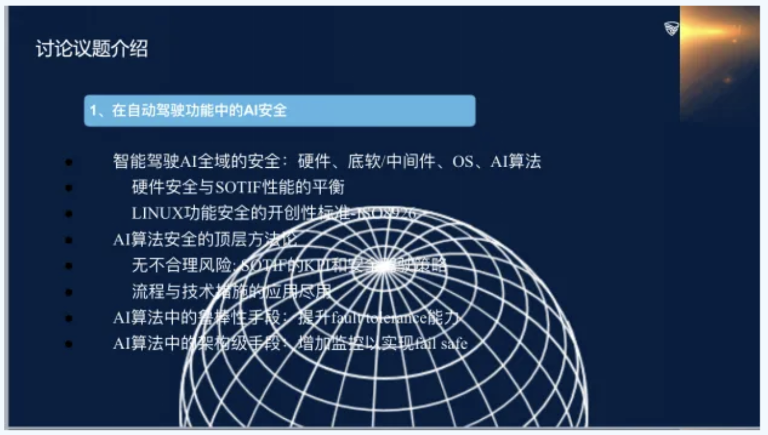 讨论议题介绍
1、在自动驾驶功能中的AI安全
智能驾驶AI全域的安全：硬件、底软/中间件、OS、AI算法
硬件安全与SOTIF性能的平衡
LINUX功能安全的开创性标准-ISO8926
AI算法安全的顶层方法论
无不合理风险: SOTIF的KPI和安全
流程与技术措施的应用尽用
AI算法中的鲁棒性手段：提升fault tolerance能力
AI算法中的架构级手段：增加监控以实现fail safe